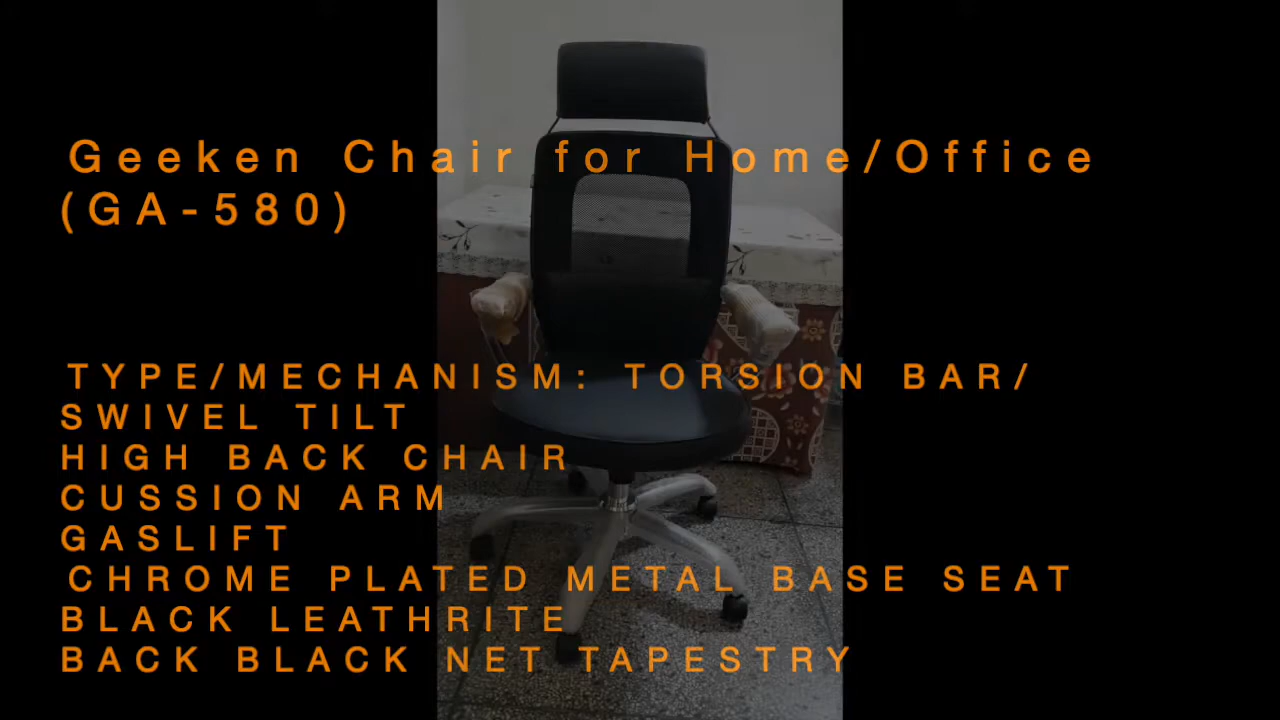 Geeken Chair for Home/Office
(GA-580)
TYPE/MECHANISM: TORSION BAR/
SWIVEL TILT
HIGH BACK CHAIR
CUSSION ARM
GASLIFT
CHROME PLATED METAL BASE SEAT
BLACK LEATHRITE
BACK BLACK NET TAPESTRY